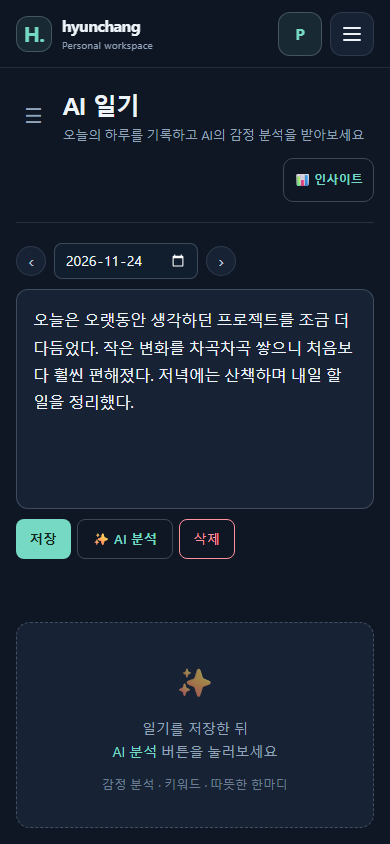 H.
hyunchang
Personal workspace
P
AI 일기
오늘의 하루를 기록하고 AI의 감정 분석을 받아보세요
인사이트
2026-11-24
오늘은 오랫동안 생각하던 프로젝트를 조금 더
다듬었다. 작은 변화를 차곡차곡 쌓으니 처음보
다 훨씬 편해졌다. 저녁에는 산책하며 내일 할
일을 정리했다.
저장
AI 분석
삭제
일기를 저장한 뒤
AI 분석 버튼을 눌러보세요
감정 분석 · 키워드 · 따뜻한 한마디